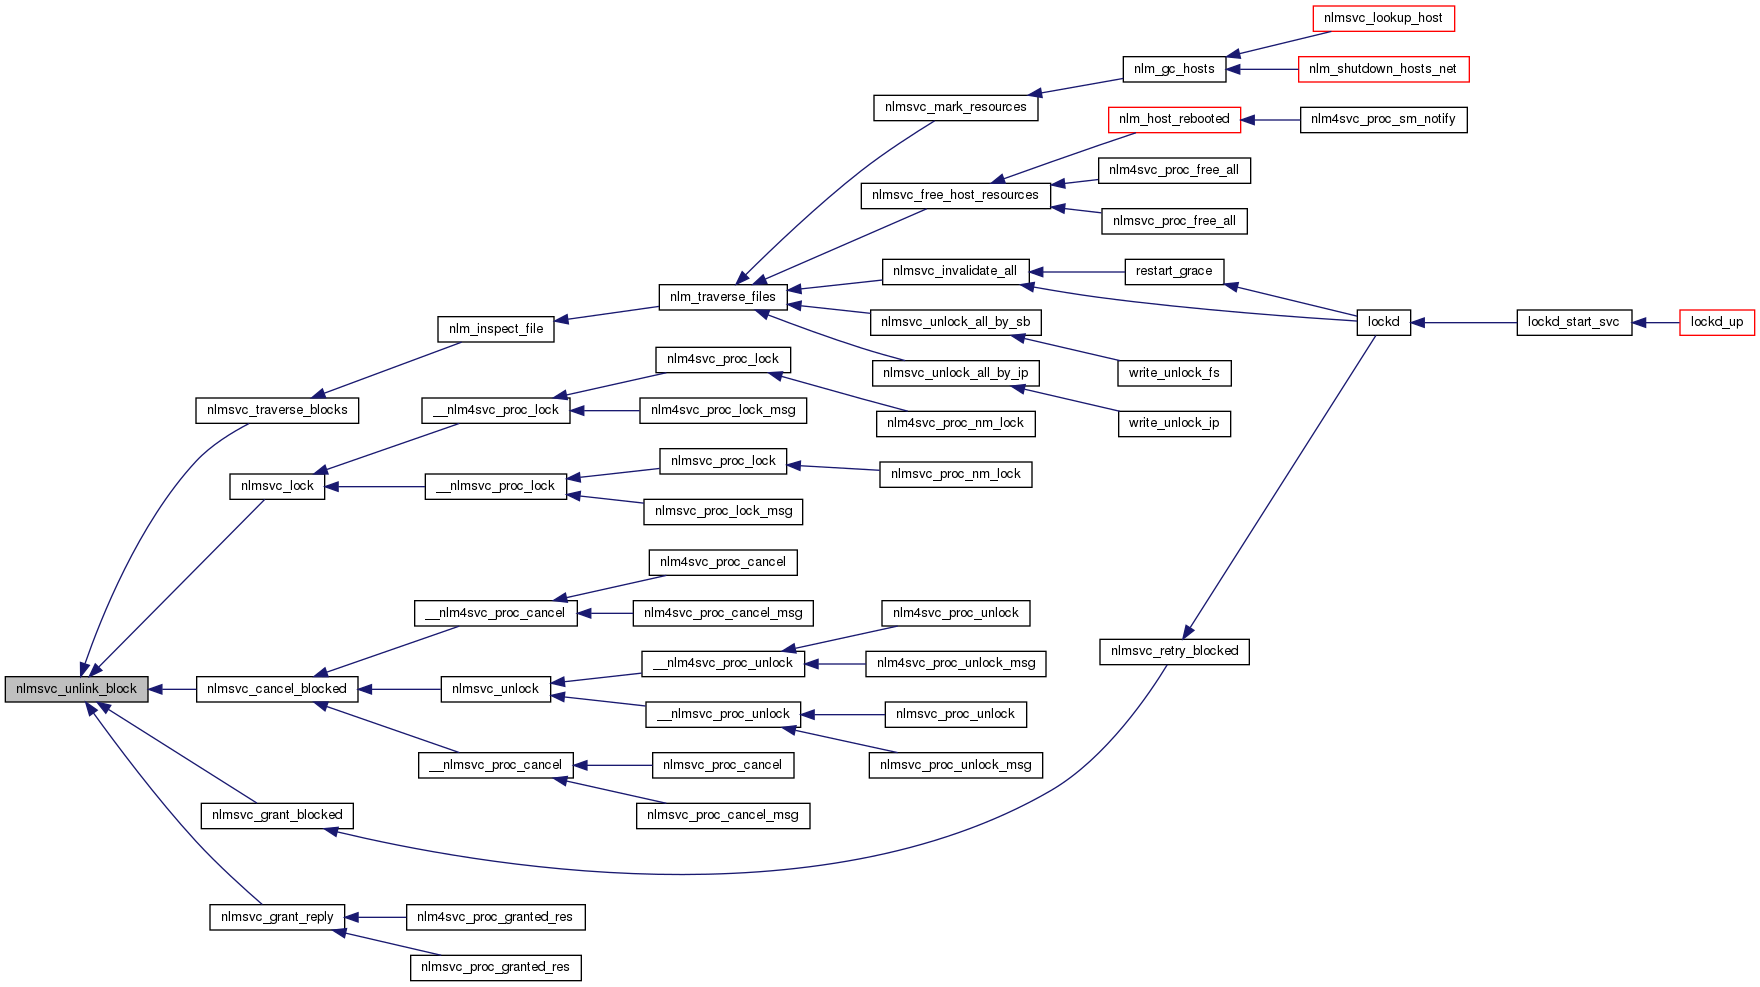 nlmsvc_lookup_host
nlm_gc_hosts
nlm_shutdown_hosts_net
nlmsvc_mark_resources
nlm_host_rebooted
nlm4svc_proc_sm_notify
nlm4svc_proc_free_all
nlmsvc_free_host_resources
nlmsvc_proc_free_all
nlmsvc_invalidate_all
restart_grace
nlm_traverse_files
nlmsvc_unlock_all_by_sb
lockd
lockd_start_svc
lockd_up
nlm_inspect_file
nlm4svc_proc_lock
nlmsvc_unlock_all_by_ip
write_unlock_fs
nlmsvc_traverse_blocks
__nlm4svc_proc_lock
nlm4svc_proc_lock_msg
nlm4svc_proc_nm_lock
write_unlock_ip
nlmsvc_proc_lock
nlmsvc_proc_nm_lock
nlmsvc_lock
__nlmsvc_proc_lock
nlmsvc_proc_lock_msg
nlm4svc_proc_cancel
__nlm4svc_proc_cancel
nlm4svc_proc_cancel_msg
nlm4svc_proc_unlock
nlmsvc_retry_blocked
__nlm4svc_proc_unlock
nlm4svc_proc_unlock_msg
nlmsvc_unlink_block
nlmsvc_cancel_blocked
nlmsvc_unlock
__nlmsvc_proc_unlock
nlmsvc_proc_unlock
__nlmsvc_proc_cancel
nlmsvc_proc_cancel
nlmsvc_proc_unlock_msg
nlmsvc_grant_blocked
nlmsvc_proc_cancel_msg
nlmsvc_grant_reply
nlm4svc_proc_granted_res
nlmsvc_proc_granted_res